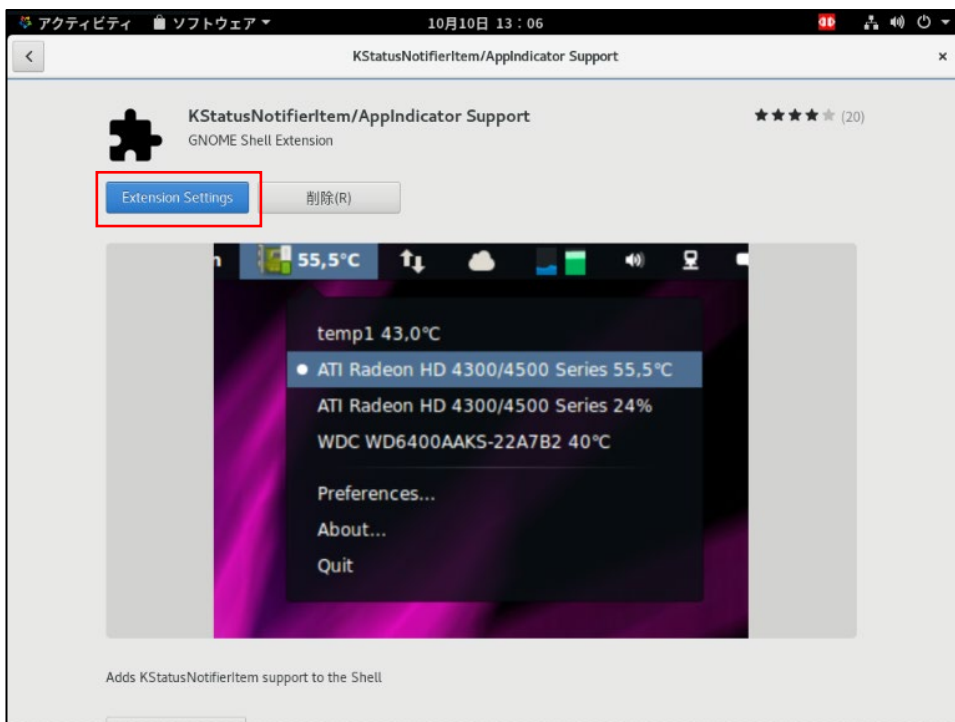 アクティビティ ソフトウェア 10月10日 13：06
KStatusNotifierItem/AppIndicator Support
KStatusNotifierItem/AppIndicator Support
(20)
GNOME Shell Extension
Extension Settings 削除(R)
n 55,5°C
temp1 43,0°C
ATI Radeon HD 4300/4500 Series 55,5°C
ATI Radeon HD 4300/4500 Series 24%
WDC WD6400AAKS-22A7B2 40°C
Preferences...
About...
Quit
Adds KStatusNotifierItem support to the Shell